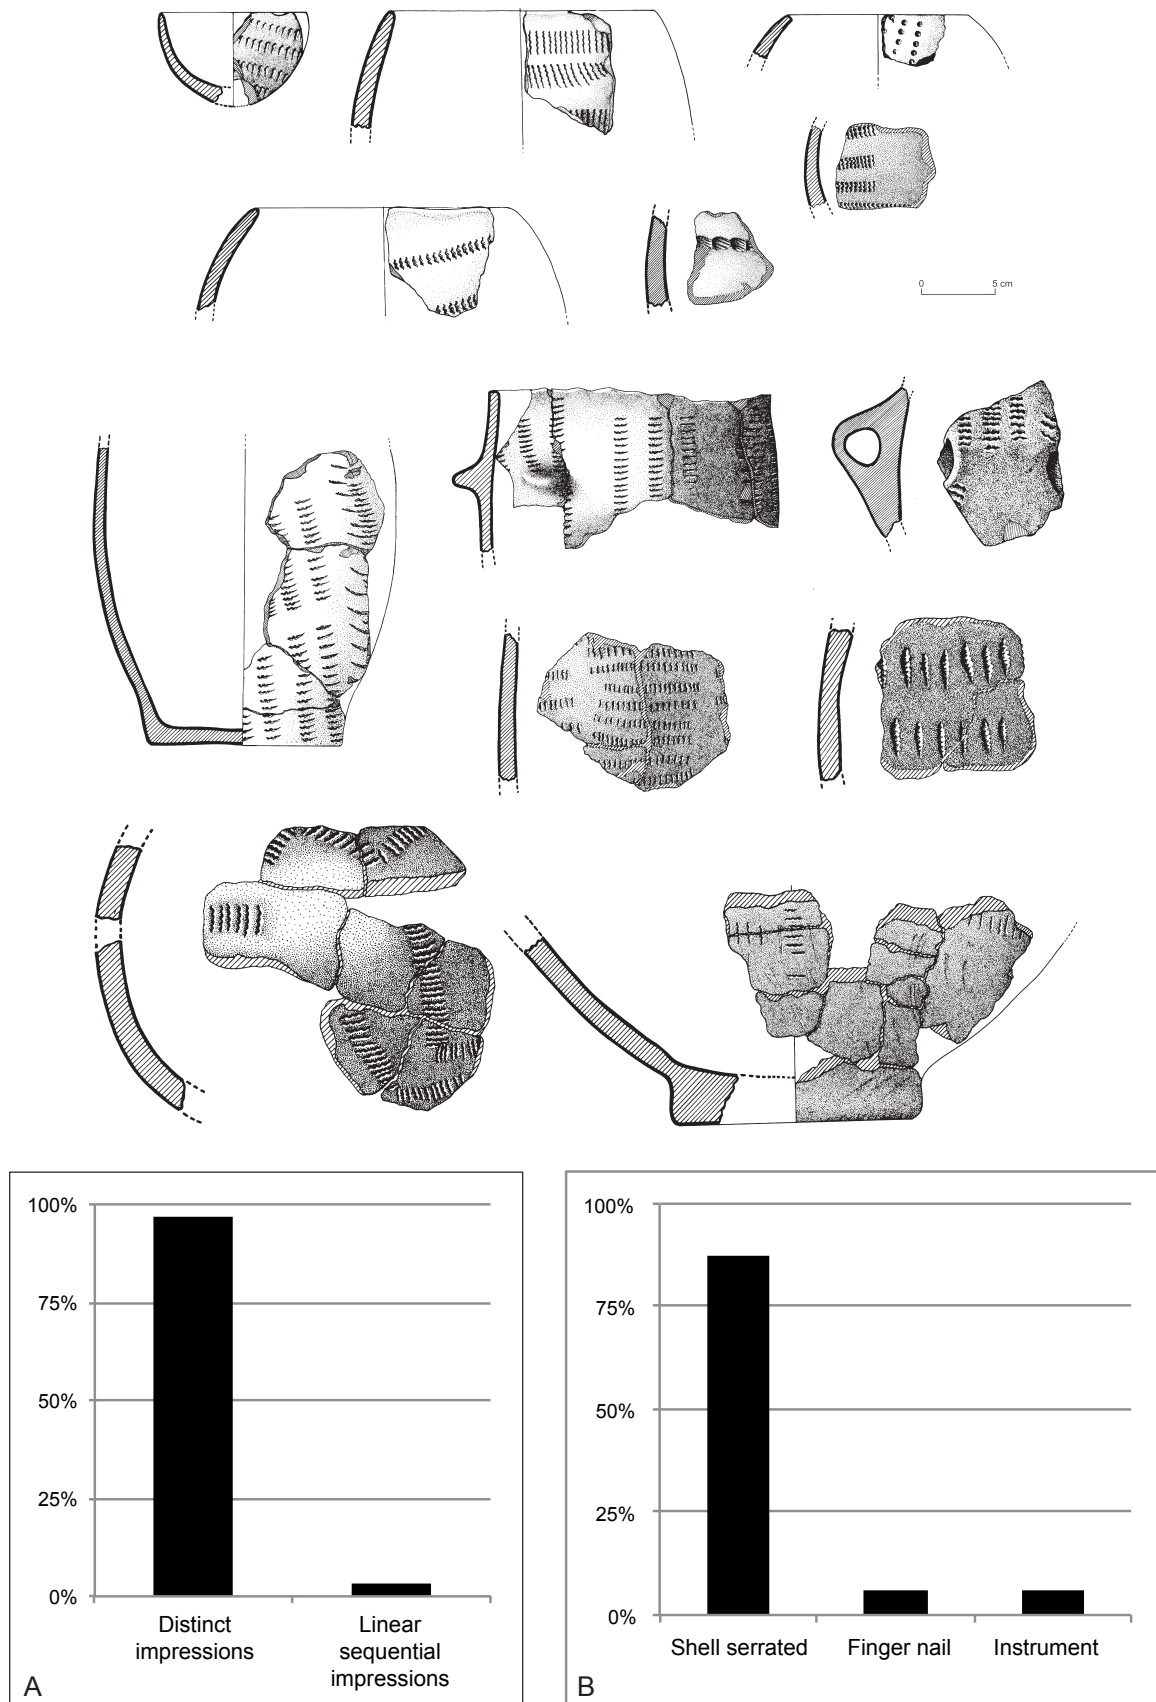 0 5 cm
100%
75%
50%
25%
0%
Distinct
impressions
Linear
sequential
impressions
A
100%
75%
50%
25%
0%
Shell serrated
Finger nail
Instrument
B